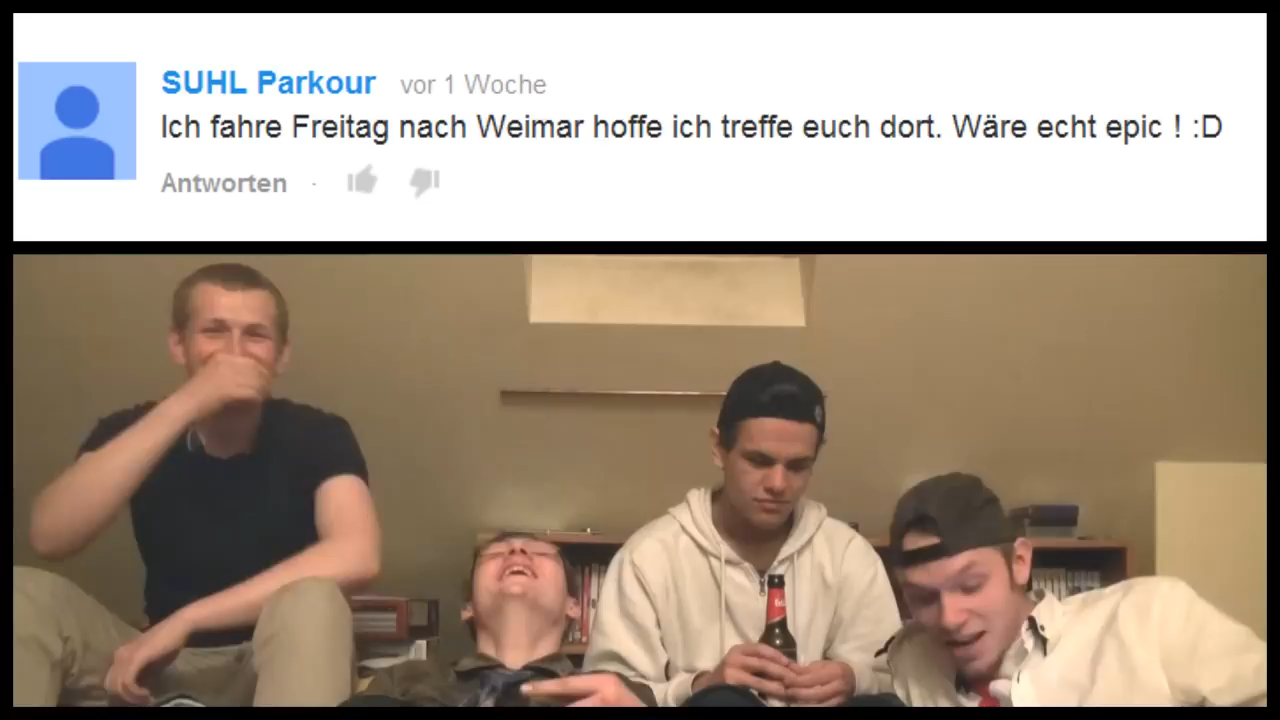 SUHL Parkour vor 1 Woche
Ich fahre Freitag nach Weimar hoffe ich treffe euch dort. Wäre echt epic ! :D
Antworten ·